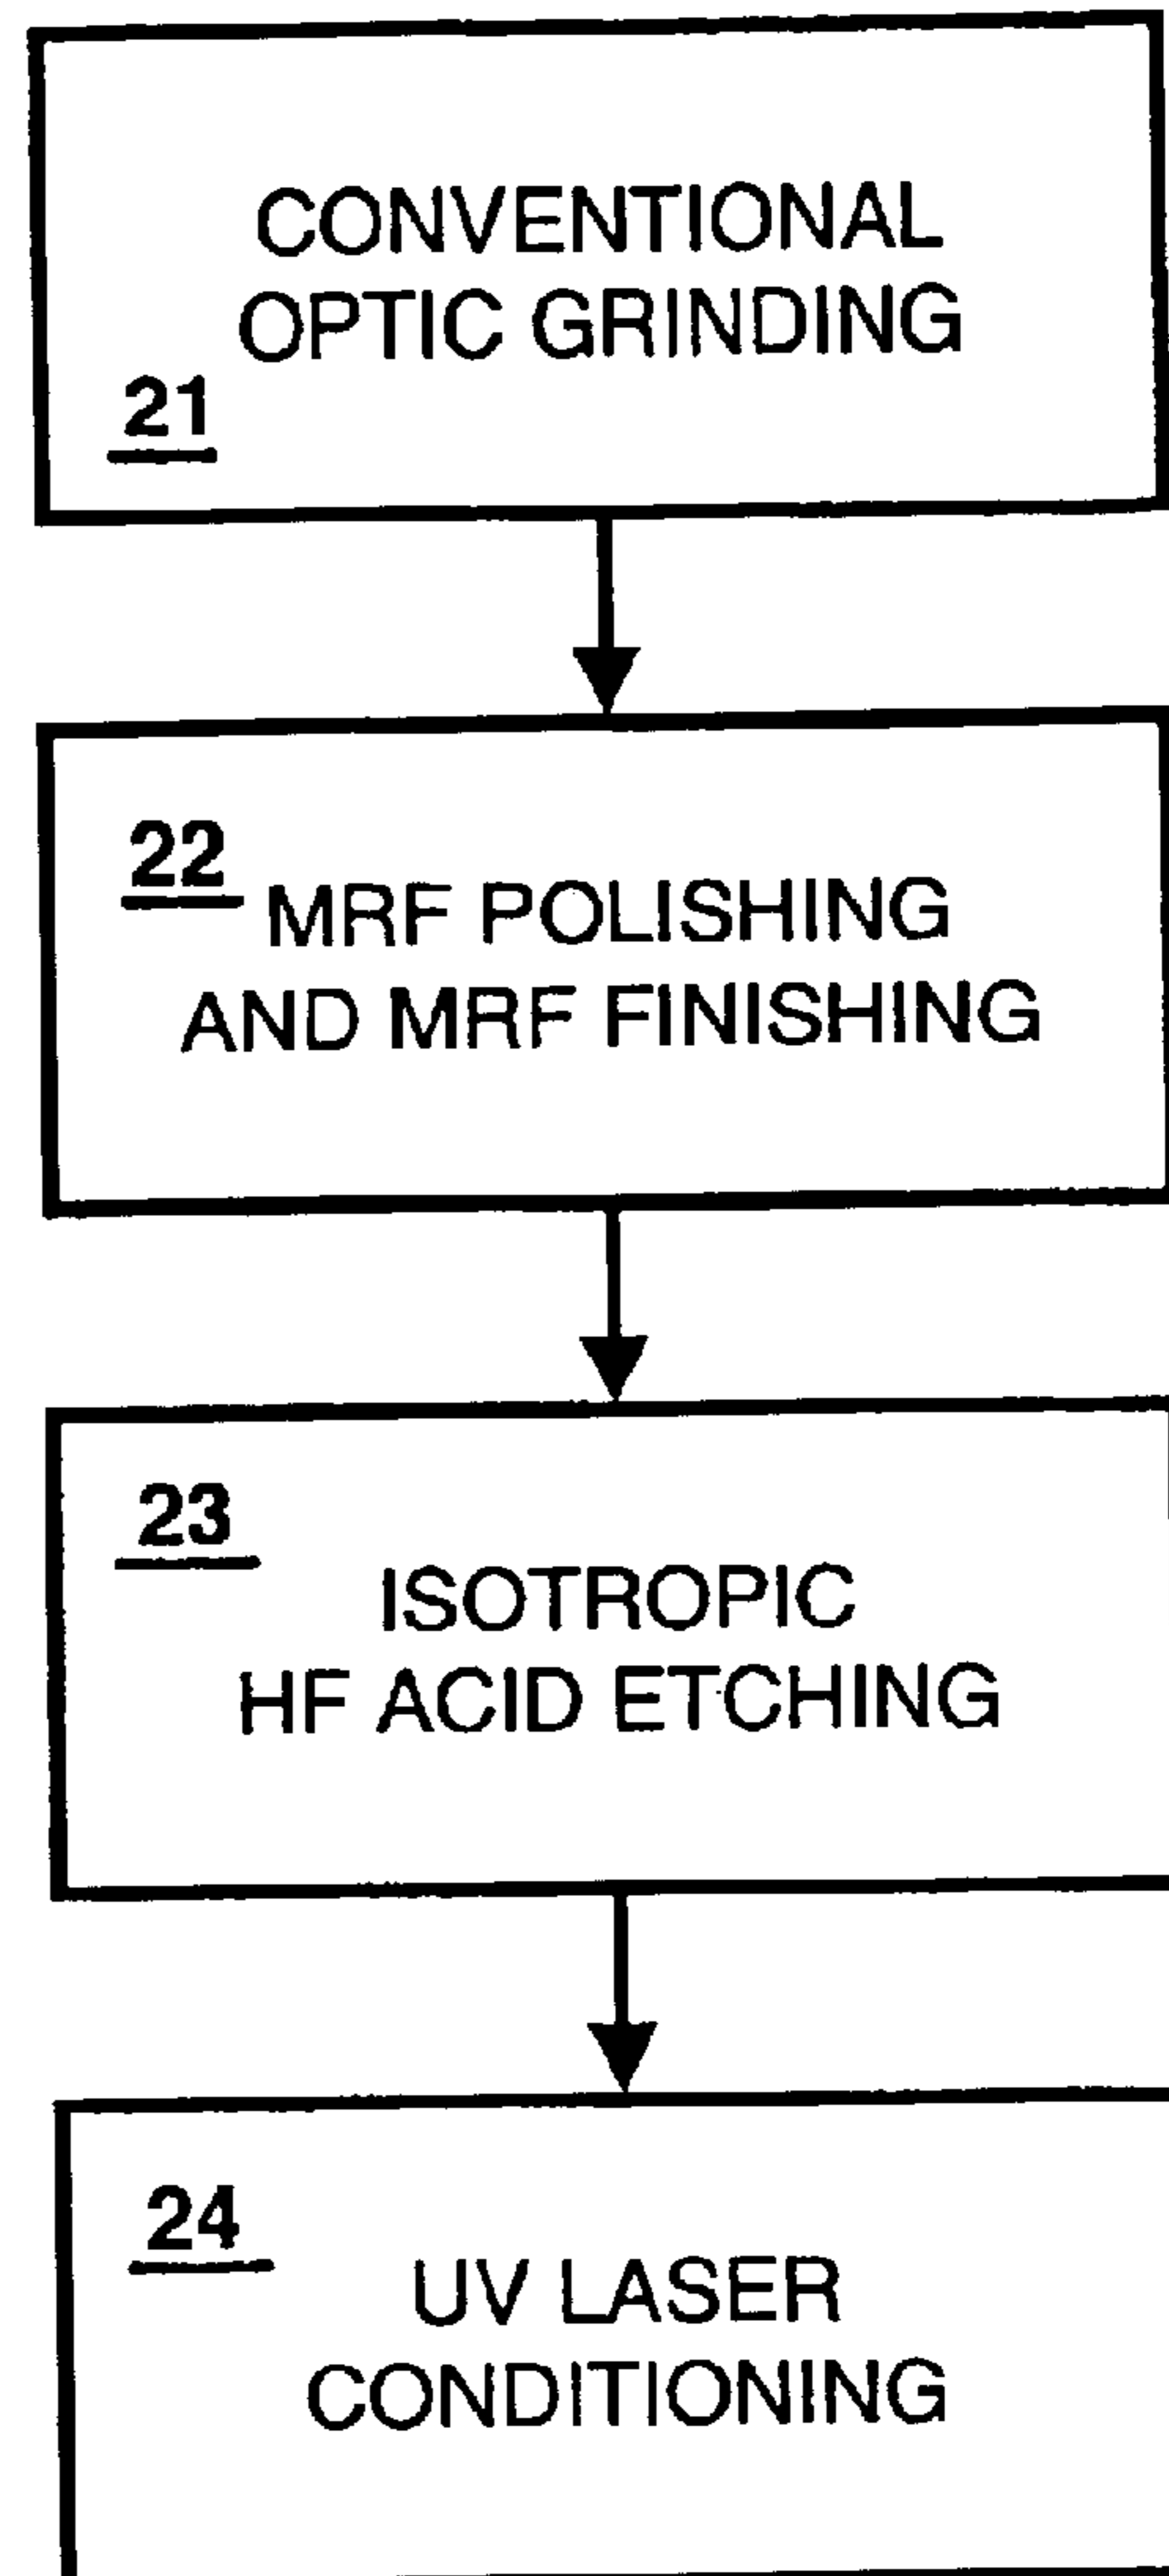 CONVENTIONAL
OPTIC GRINDING
21
22
MRF POLISHING
AND MRF FINISHING
23
ISOTROPIC
HF ACID ETCHING
24
UV LASER
CONDITIONING